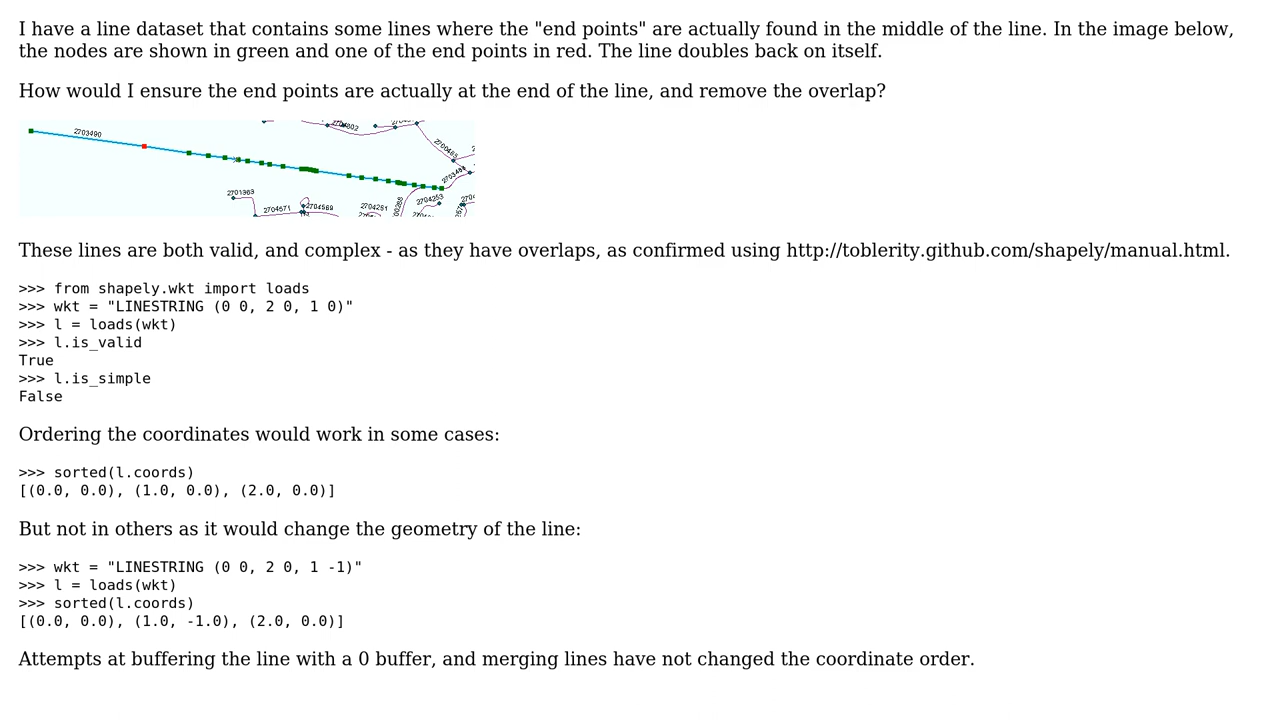 I have a line dataset that contains some lines where the "end points" are actually found in the middle of the line. In the image below,
the nodes are shown in green and one of the end points in red. The line doubles back on itself.
How would I ensure the end points are actually at the end of the line, and remove the overlap?
2703490
2700465
2703484
2701363
2704571
2704569
2704261
2704253
These lines are both valid, and complex - as they have overlaps, as confirmed using http://toblerity.github.com/shapely/manual.html.
>>> from shapely.wkt import loads
>>> wkt = "LINESTRING (0 0, 2 0, 1 0)"
>>> l = loads(wkt)
>>> l.is_valid
True
>>> l.is_simple
False
Ordering the coordinates would work in some cases:
>>> sorted(l.coords)
[(0.0, 0.0), (1.0, 0.0), (2.0, 0.0)]
But not in others as it would change the geometry of the line:
>>> wkt = "LINESTRING (0 0, 2 0, 1 -1)"
>>> l = loads(wkt)
>>> sorted(l.coords)
[(0.0, 0.0), (1.0, -1.0), (2.0, 0.0)]
Attempts at buffering the line with a 0 buffer, and merging lines have not changed the coordinate order.